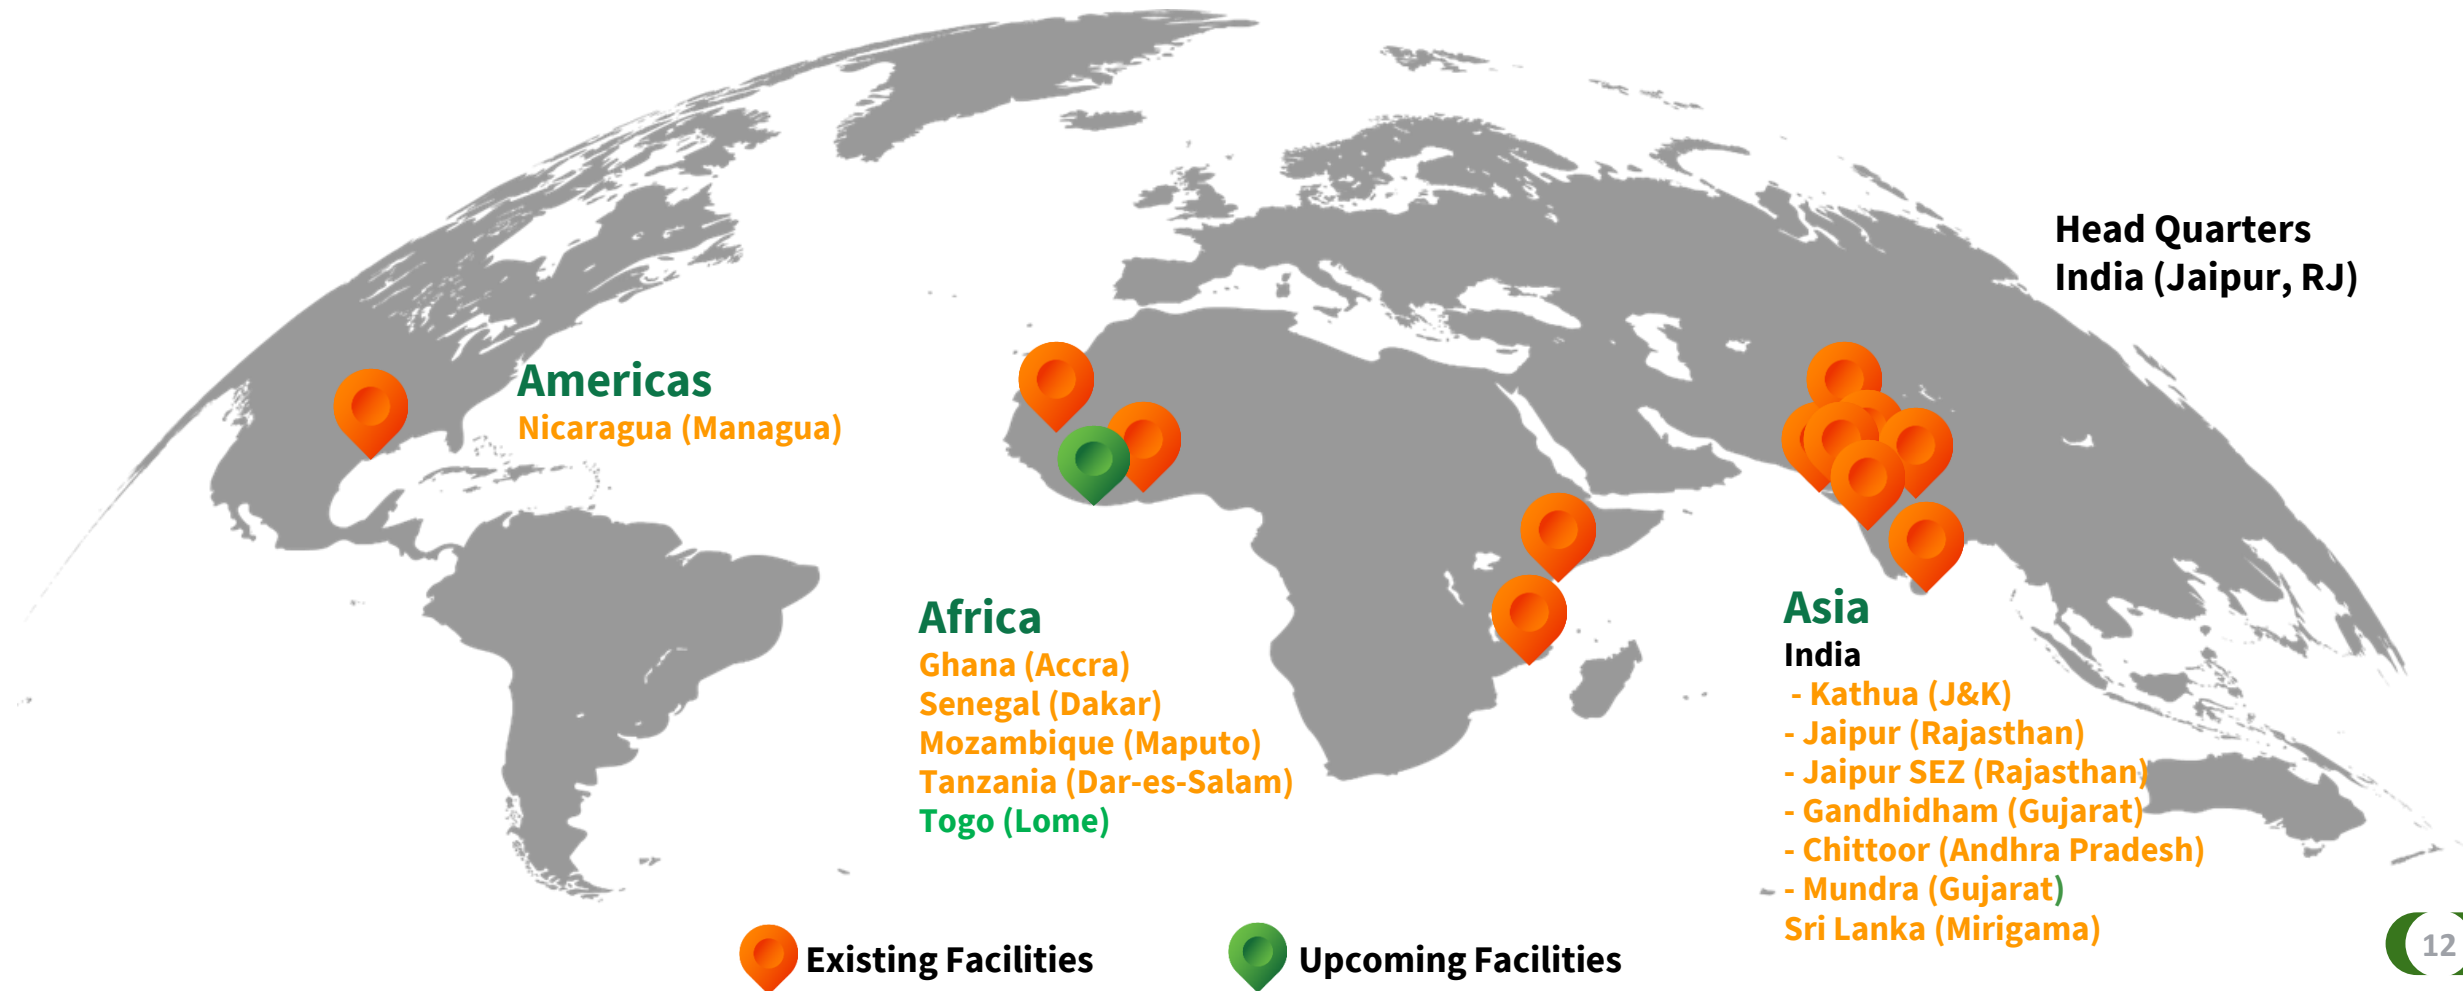 Head Quarters
India (Jaipur, RJ)
Americas
Nicaragua (Managua)
Africa
Ghana (Accra)
Senegal (Dakar)
Mozambique (Maputo)
Tanzania (Dar-es-Salam)
Togo (Lome)
Asia
India
- Kathua (J&K)
- Jaipur (Rajasthan)
- Jaipur SEZ (Rajasthan)
- Gandhidham (Gujarat)
- Chittoor (Andhra Pradesh)
- Mundra (Gujarat)
Sri Lanka (Mirigama)
Existing Facilities
Upcoming Facilities
12